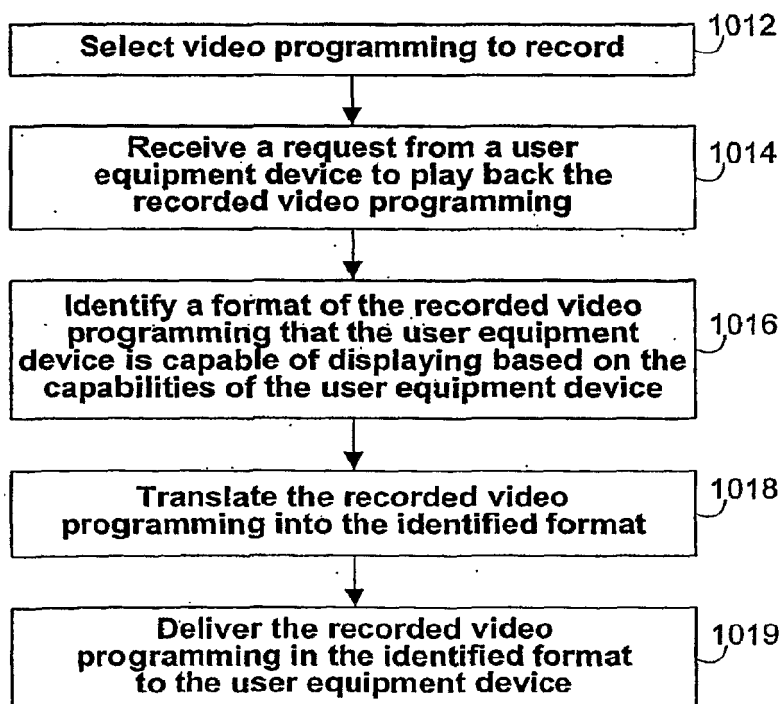 Select video programming to record
1012
Receive a request from a user
equipment device to play back the
recorded video programming
1014
Identify a format of the recorded video
programming that the user equipment
device is capable of displaying based on the
capabilities of the user equipment device
1016
Translate the recorded video
programming into the identified format
1018
Deliver the recorded video
programming in the identified format
to the user equipment device
1019